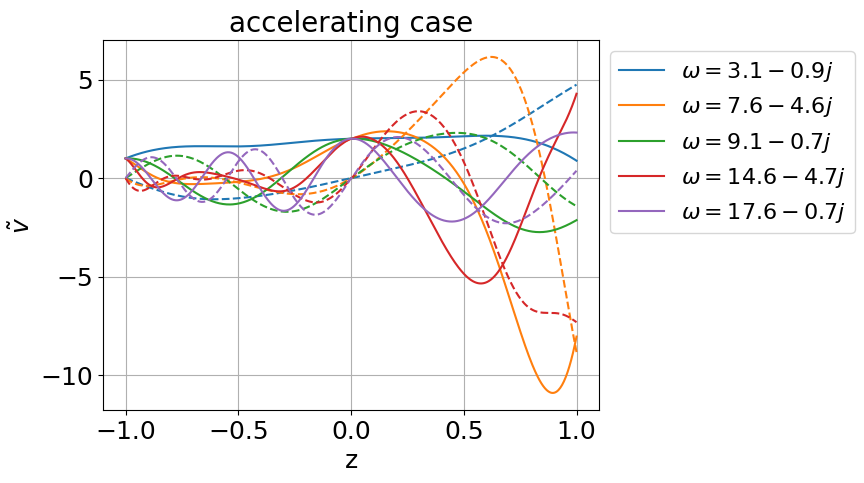 accelerating case
5
0
−5
−10
ṽ
−1.0 −0.5 0.0 0.5 1.0
z
ω = 3.1 − 0.9j
ω = 7.6 − 4.6j
ω = 9.1 − 0.7j
ω = 14.6 − 4.7j
ω = 17.6 − 0.7j